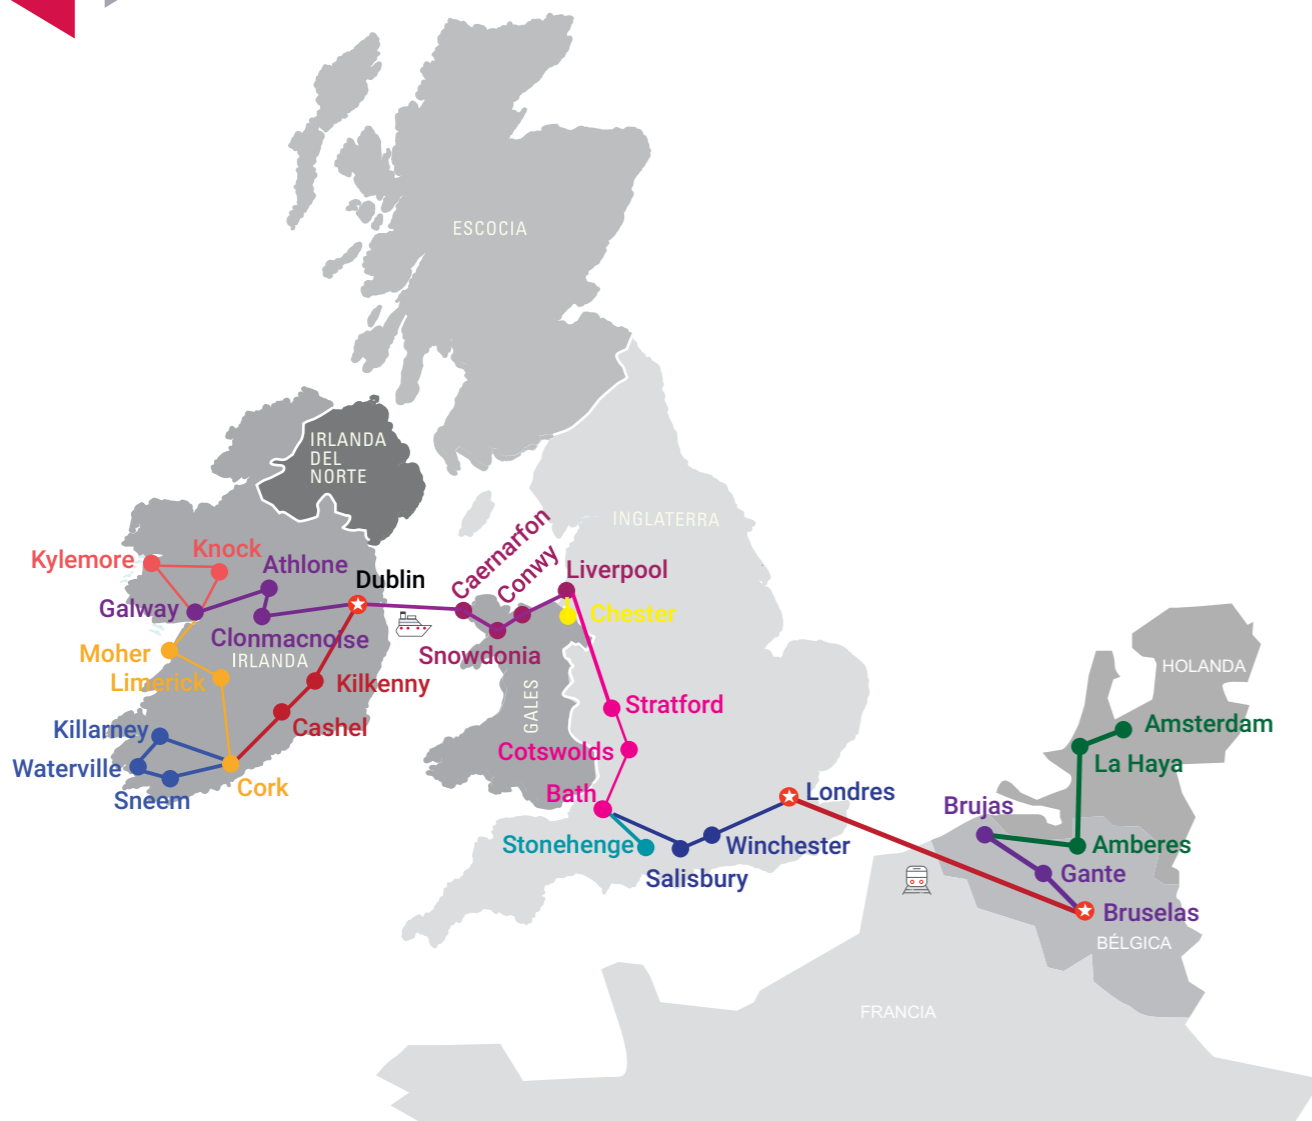 ESCOCIA
IRLANDA
DEL
NORTE
INGLATERRA
Caernarfon
Conwy
Knock
Kylemore
Athlone
Dublin
Liverpool
Galway
Chester
Clonmacnoise
Moher
IRLANDA
Snowdonia
HOLANDA
Limerick
Kilkenny
GALES
Stratford
Killarney
Cashel
Amsterdam
Cotswolds
La Haya
Waterville
Sneem
Cork
Bath
Londres
Brujas
Stonehenge
Winchester
Amberes
Salisbury
Gante
Bruselas
BÉLGICA
FRANCIA